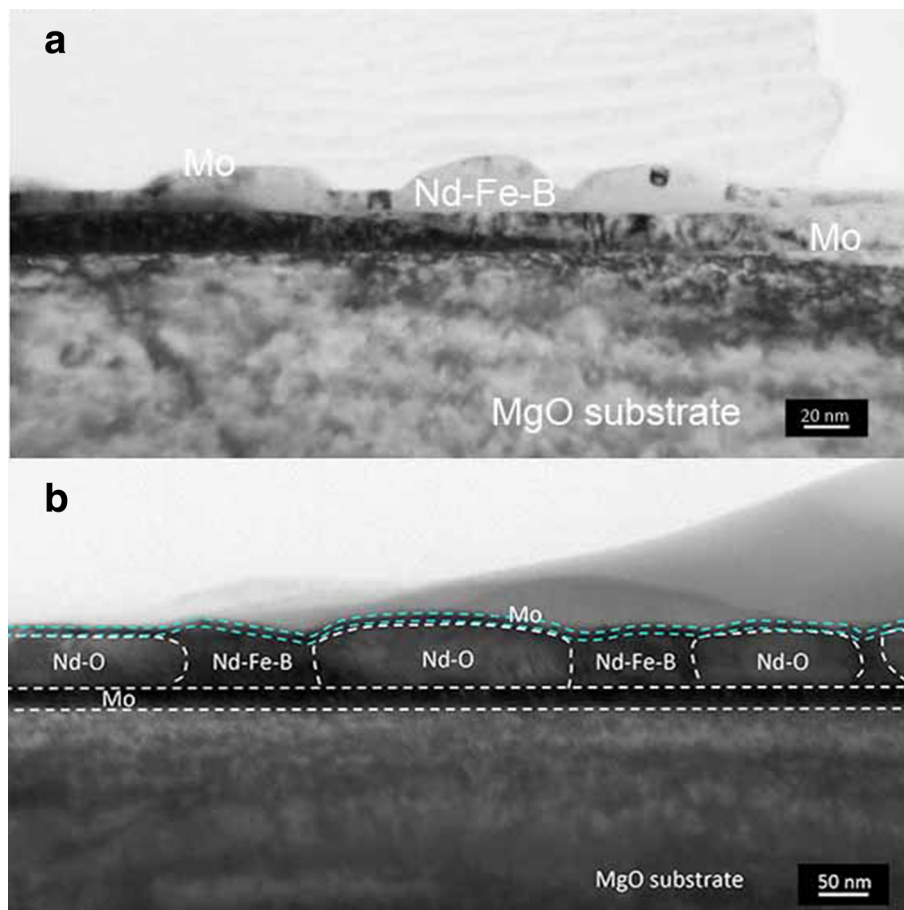 a
Mo
Nd-Fe-B
Mo
MgO substrate
20 nm
b
Mo
Nd-O
Nd-Fe-B
Nd-O
Nd-Fe-B
Nd-O
Mo
MgO substrate
50 nm